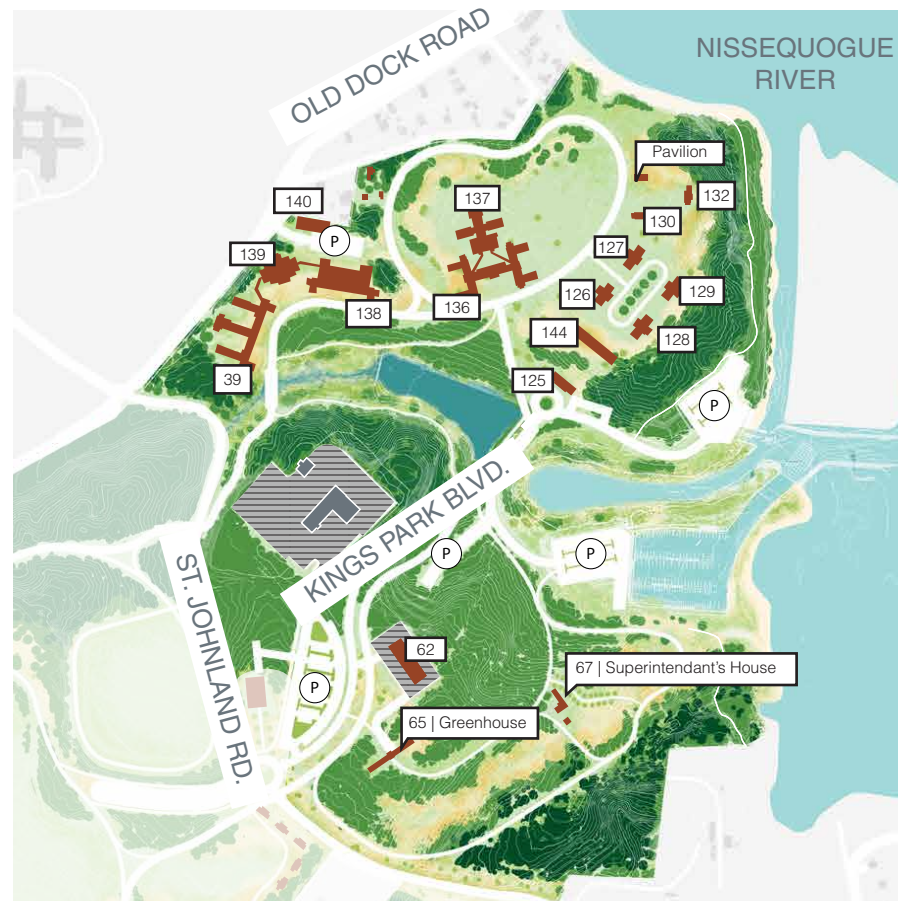 NISSEQUOGUE
RIVER
OLD DOCK ROAD
Pavilion
132
137
140
130
P
127
139
129
126
136
138
144
128
39
125
P
KINGS PARK BLVD.
P
P
ST. JOHNLAND RD.
62
67 | Superintendant's House
P
65 | Greenhouse